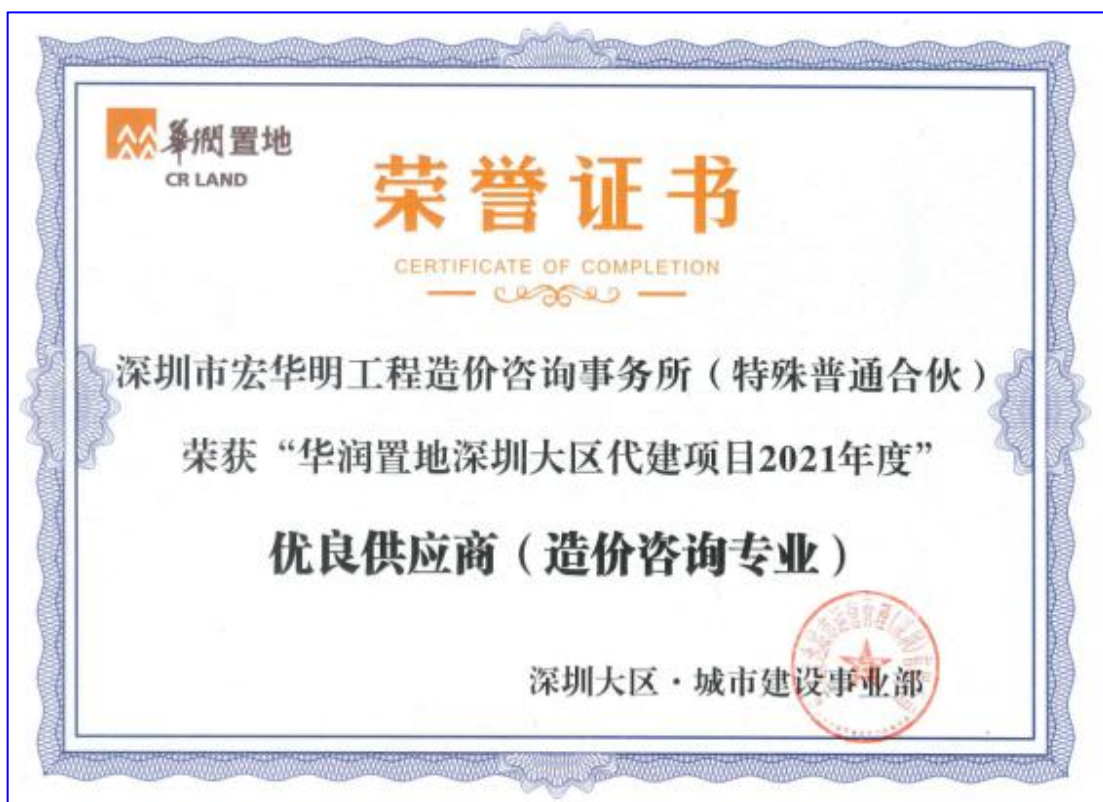 華潤置地
CR LAND
荣誉证书
CERTIFICATE OF COMPLETION
深圳市宏华明工程造价咨询事务所（特殊普通合伙）
荣获“华润置地深圳大区代建项目2021年度”
优良供应商（造价咨询专业）
深圳大区·城市建设事业部